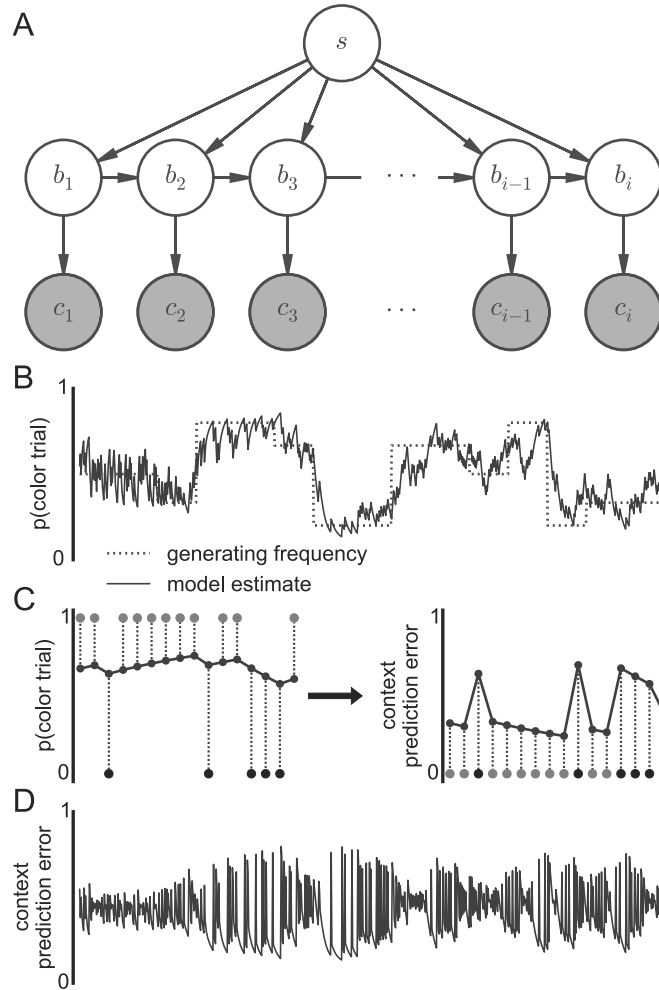 A
s
b₁ b₂ b₃ ··· bᵢ₋₁ bᵢ
c₁ c₂ c₃ ··· cᵢ₋₁ cᵢ
B
1
p(color trial)
0
generating frequency
model estimate
C
1
p(color trial)
0
1
context
prediction error
0
D
1
context
prediction error
0